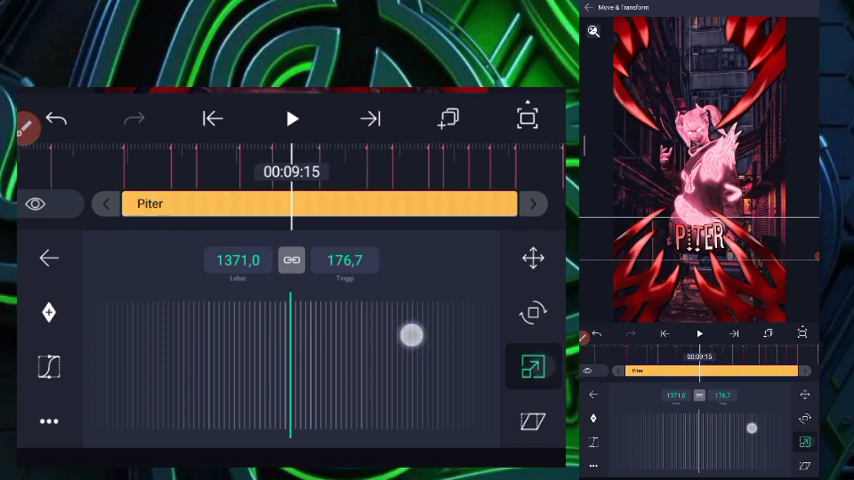 Move & Transform
00:09:15
Piter
1371,0
176,7
Lebar
Tinggi
PITER
00:09:15
Piter
1371,0
176,7